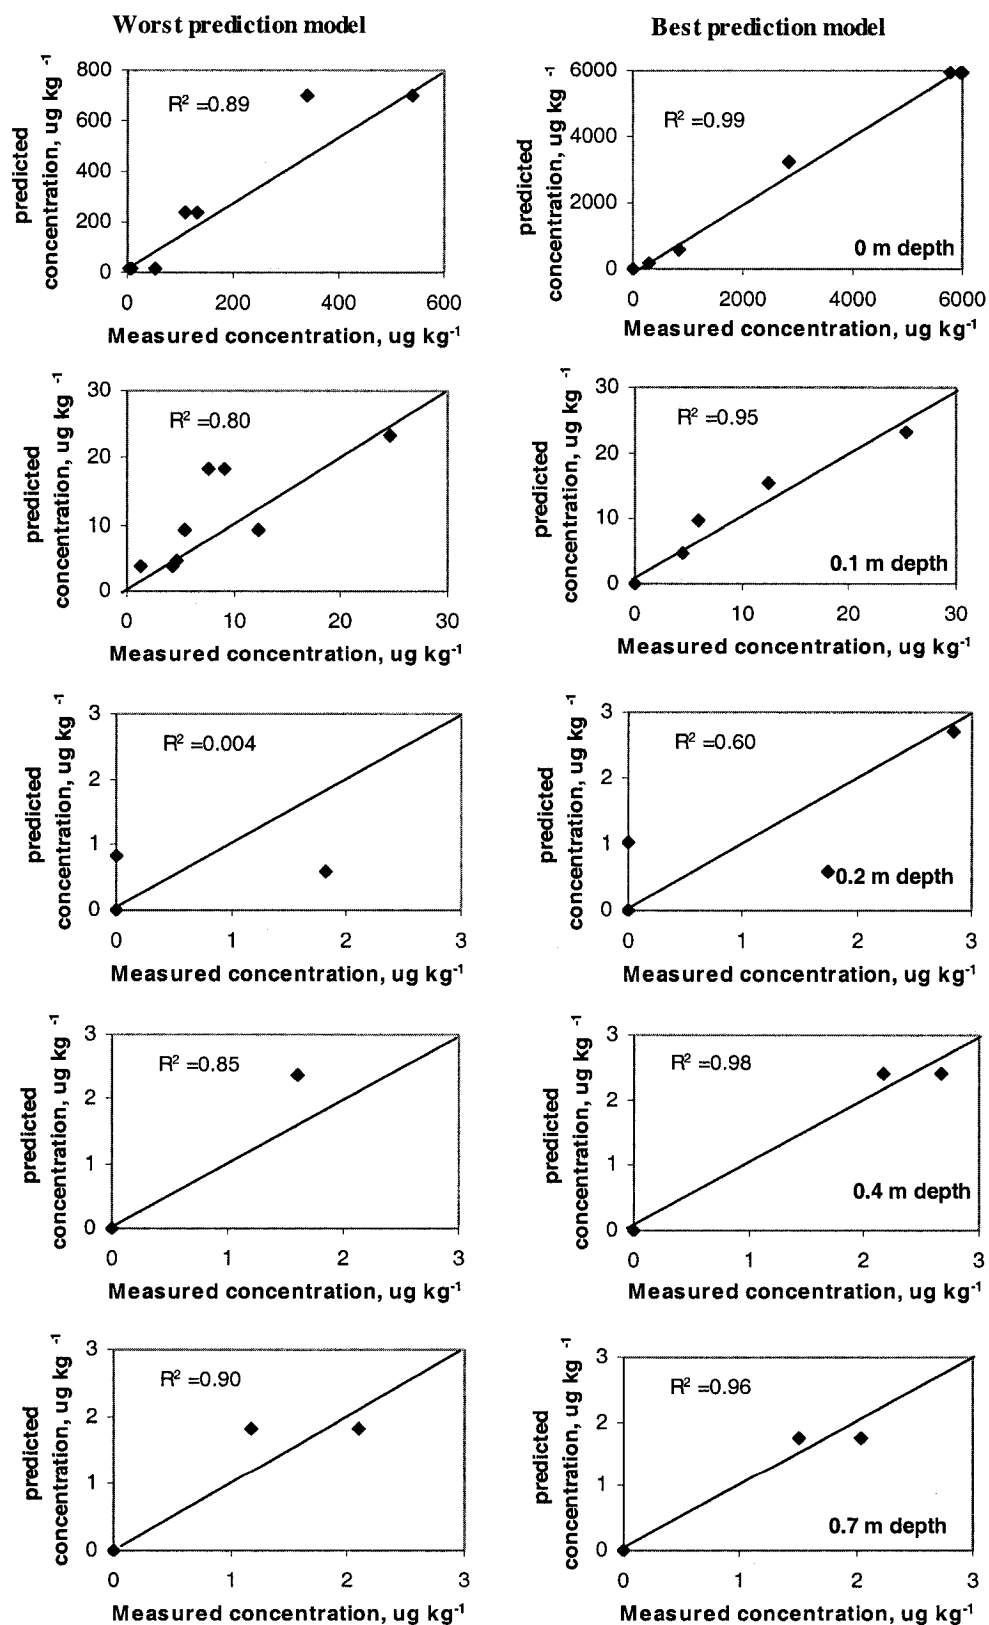 Worst prediction model
Best prediction model
predicted
concentration, ug kg -1
800
600
400
200
0
R² =0.89
0
200
400
600
Measured concentration, ug kg-1
predicted
concentration, ug kg -1
6000
4000
2000
0
R² =0.99
0 m depth
0
2000
4000
6000
Measured concentration, ug kg-1
predicted
concentration, ug kg -1
30
20
10
0
R² =0.80
0
10
20
30
Measured concentration, ug kg-1
predicted
concentration, ug kg -1
30
20
10
0
R² =0.95
0.1 m depth
0
10
20
30
Measured concentration, ug kg-1
predicted
concentration, ug kg -1
3
2
1
0
R² =0.004
0
1
2
3
Measured concentration, ug kg-1
predicted
concentration, ug kg -1
3
2
1
0
R² =0.60
0.2 m depth
0
1
2
3
Measured concentration, ug kg-1
predicted
concentration, ug kg -1
3
2
1
0
R² =0.85
0
1
2
3
Measured concentration, ug kg-1
predicted
concentration, ug kg -1
3
2
1
0
R² =0.98
0.4 m depth
0
1
2
3
Measured concentration, ug kg-1
predicted
concentration, ug kg -1
3
2
1
0
R² =0.90
0
1
2
3
Measured concentration, ug kg-1
predicted
concentration, ug kg -1
3
2
1
0
R² =0.96
0.7 m depth
0
1
2
3
Measured concentration, ug kg-1